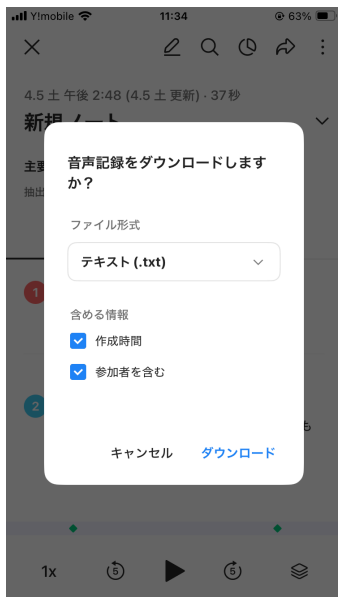 Y!mobile 11:34 63%
4.5 土 午後 2:48 (4.5 土 更新) · 37秒
新規ノート
主要
抽出
音声記録をダウンロードします
か？
ファイル形式
テキスト (.txt)
含める情報
作成時間
参加者を含む
キャンセル ダウンロード
1
2
も
1x 5 5